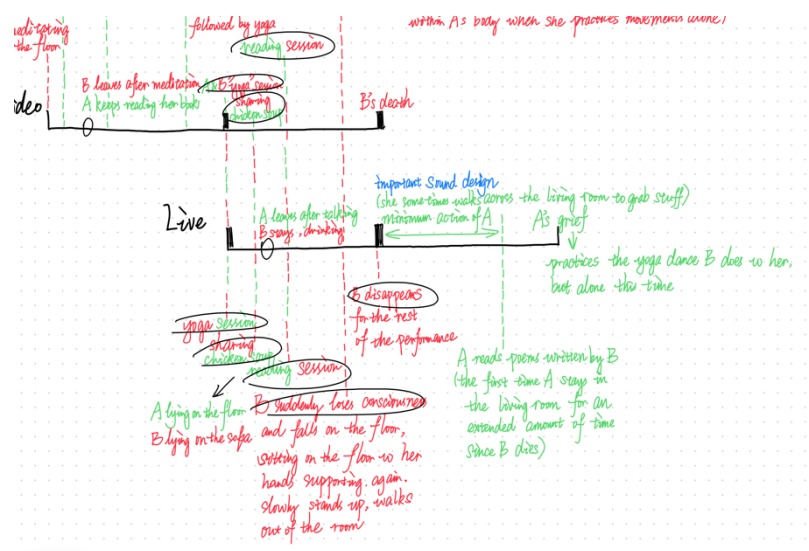 meditating
the floor
followed by yoga
reading session
within A's body when she practices movements alone)
B leaves after meditation
A keeps reading her books
A & B "yoga" session
sharing
chicken soup
B's death
deo
Important Sound design
(she sometimes walks across the living room to grab stuff)
minimum action of A
A's grief
Live
A leaves after talking
B stays, drinking
practices the yoga dance B does w her,
but alone this time
B disappears
for the rest
of the performance
yoga session
sharing
chicken soup
reading session
A lying on the floor
B lying on the sofa
B suddenly loses consciousness
and falls on the floor,
sitting on the floor w her
hands supporting. again.
slowly stands up, walks
out of the room
A reads poems written by B
(the first time A stays in
the living room for an
extended amount of time
since B dies)